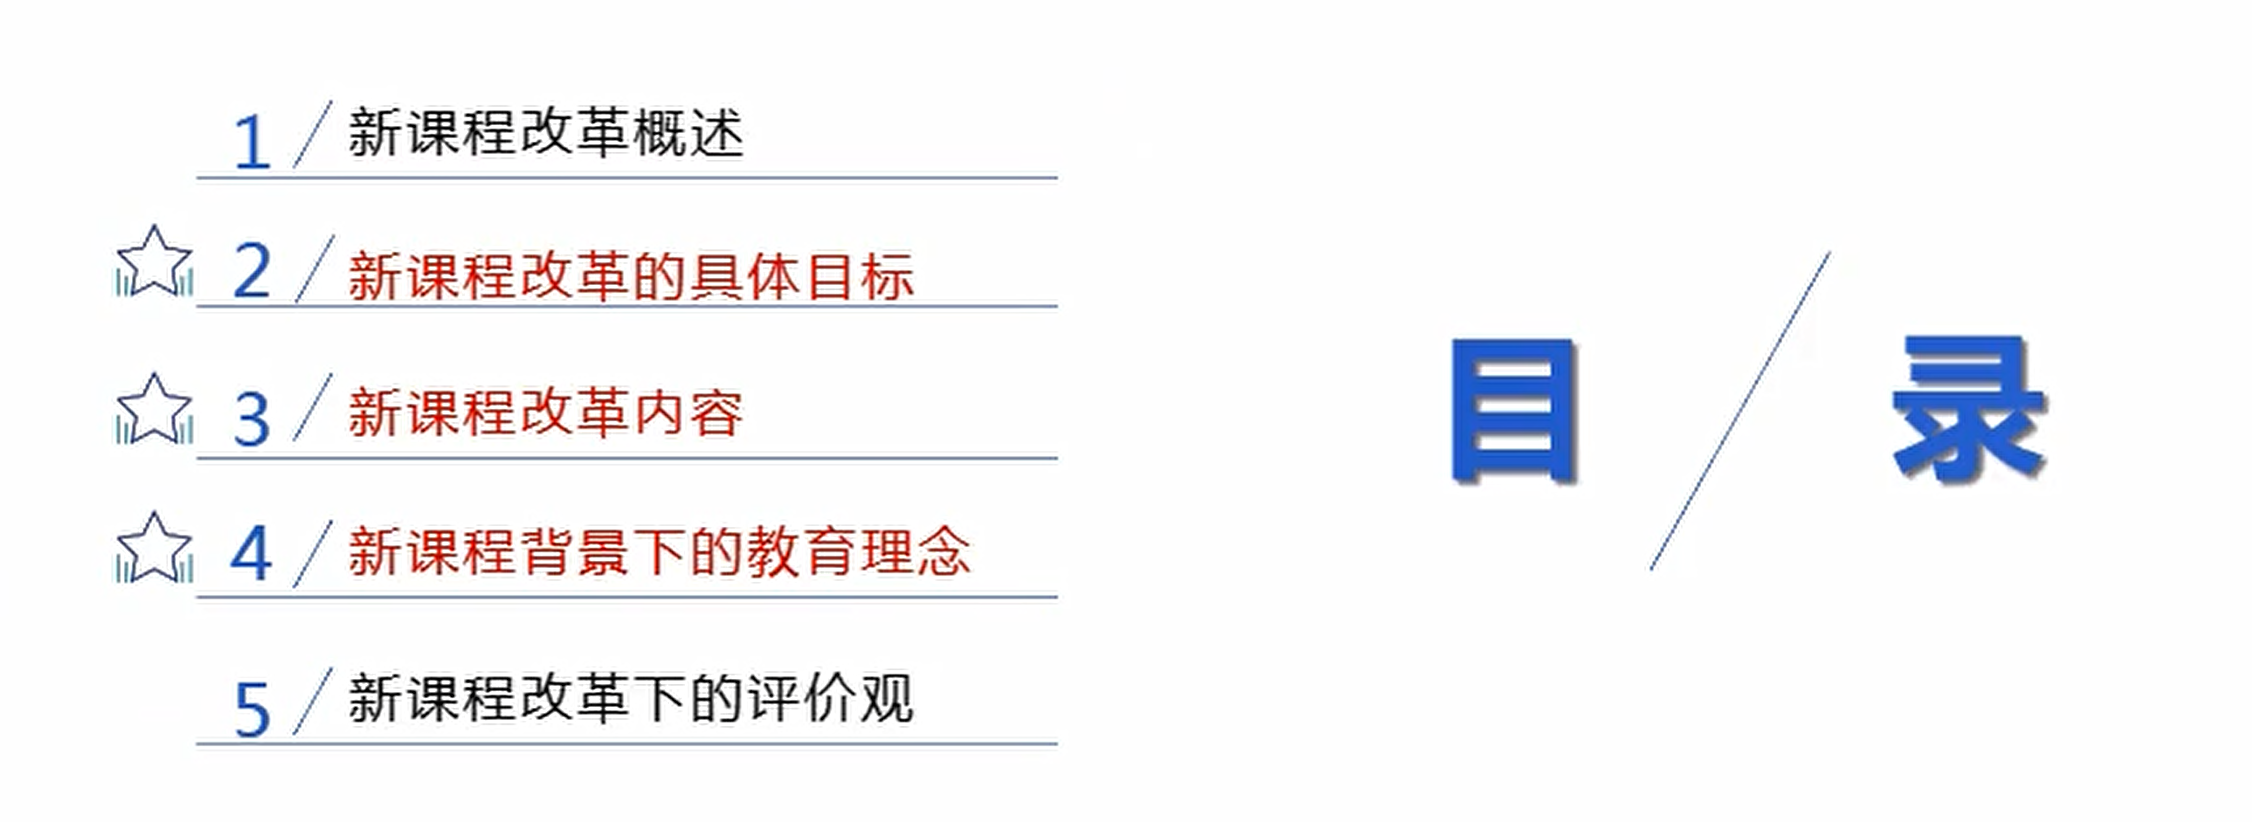 1 / 新课程改革概述
2 / 新课程改革的具体目标
3 / 新课程改革内容
4 / 新课程背景下的教育理念
5 / 新课程改革下的评价观
目 / 录